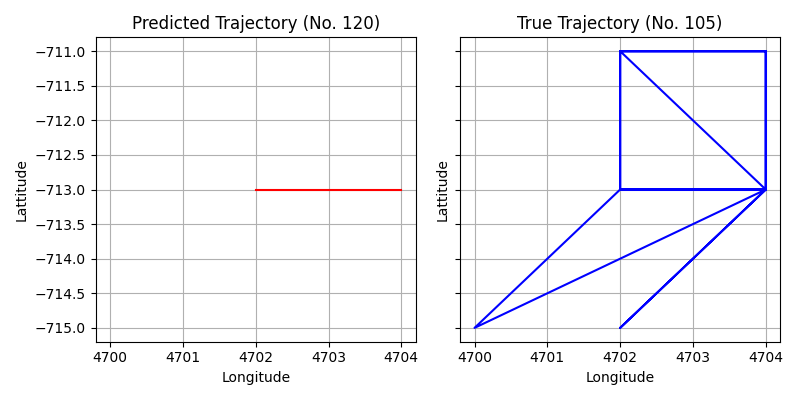 Predicted Trajectory (No. 120)
Lattitude
−711.0
−711.5
−712.0
−712.5
−713.0
−713.5
−714.0
−714.5
−715.0
4700 4701 4702 4703 4704
Longitude
True Trajectory (No. 105)
Lattitude
4700 4701 4702 4703 4704
Longitude